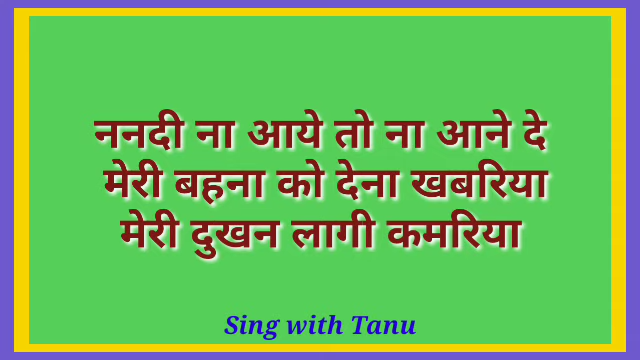 ननदी ना आये तो ना आने दे
मेरी बहना को देना खबरिया
मेरी दुखन लागी कमरिया
Sing with Tanu